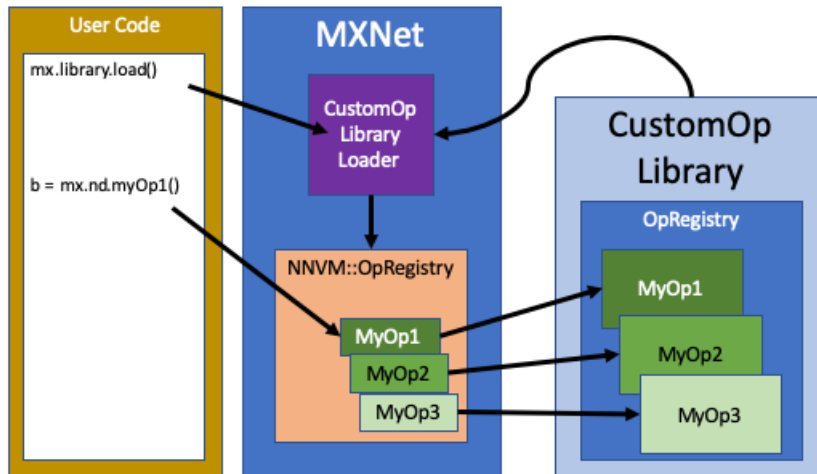 User Code
mx.library.load()
b = mx.nd.myOp1()
MXNet
CustomOp
Library
Loader
NNVM::OpRegistry
MyOp1
MyOp2
MyOp3
CustomOp
Library
OpRegistry
MyOp1
MyOp2
MyOp3